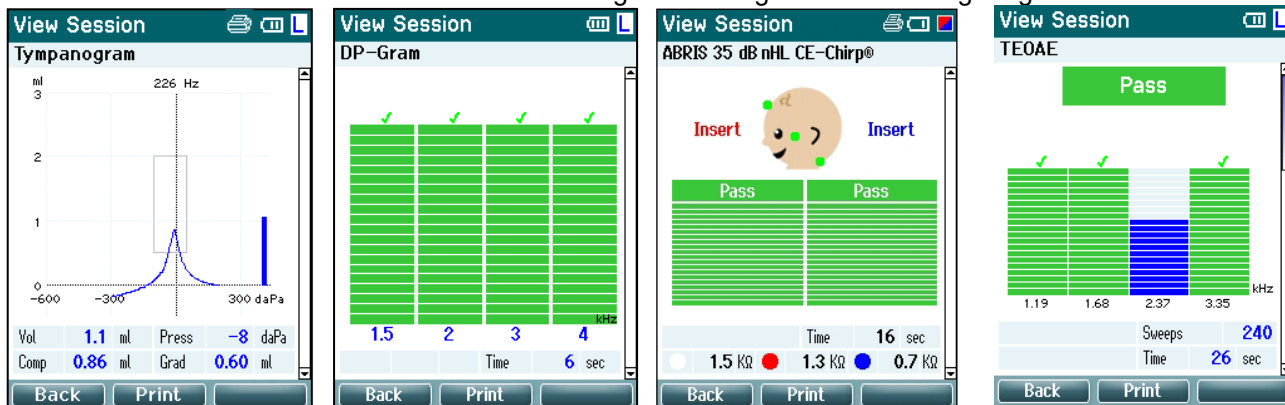 View Session L
Tympanogram
ml 226 Hz
3
2
1
0
-600 -300 300 daPa
Vol 1.1 ml Press -8 daPa
Comp 0.86 ml Grad 0.60 ml
Back Print
View Session L
DP-Gram
kHz
1.5 2 3 4
Time 6 sec
Back Print
View Session
ABRIS 35 dB nHL CE-Chirp®
Insert Insert
Pass Pass
Time 16 sec
1.5 KΩ 1.3 KΩ 0.7 KΩ
Back Print
View Session L
TEOAE
Pass
kHz
1.19 1.68 2.37 3.35
Sweeps 240
Time 26 sec
Back Print